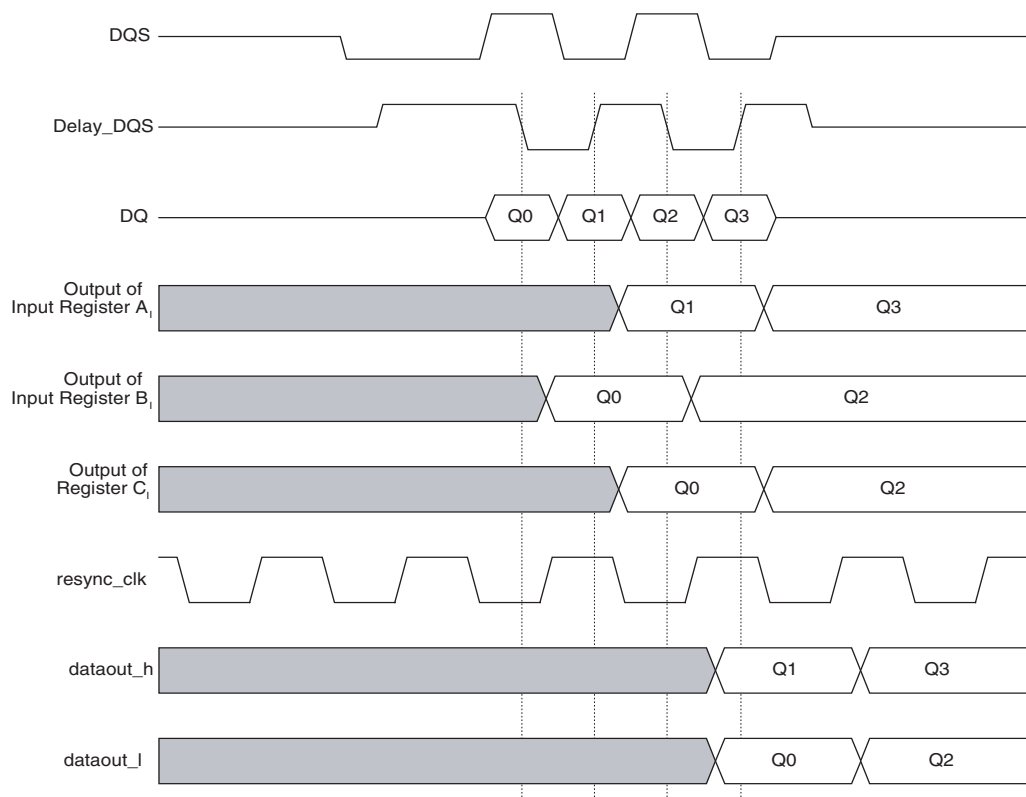 DQS
Delay_DQS
DQ
Q0 Q1 Q2 Q3
Output of
Input Register A_I
Q1 Q3
Output of
Input Register B_I
Q0 Q2
Output of
Register C_I
Q0 Q2
resync_clk
dataout_h
Q1 Q3
dataout_l
Q0 Q2